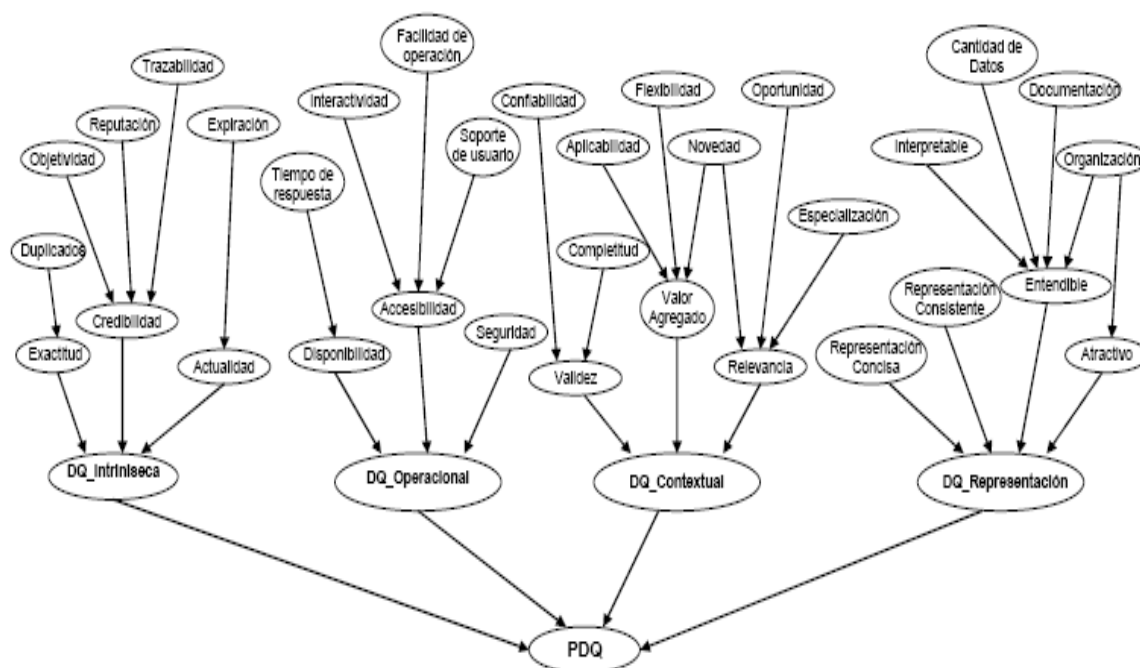 Facilidad de
operación
Cantidad de
Datos
Trazabilidad
Interactividad
Confiabilidad
Flexibilidad
Oportunidad
Documentación
Reputación
Expiración
Soporte
de usuario
Aplicabilidad
Novedad
Interpretable
Organización
Objetividad
Tiempo de
respuesta
Especialización
Duplicados
Completitud
Representación
Consistente
Entendible
Credibilidad
Accesibilidad
Valor
Agregado
Seguridad
Representación
Concisa
Exactitud
Actualidad
Disponibilidad
Validez
Relevancia
Atractivo
DQ_Intriniseca
DQ_Operacional
DQ_Contextual
DQ_Representación
PDQ